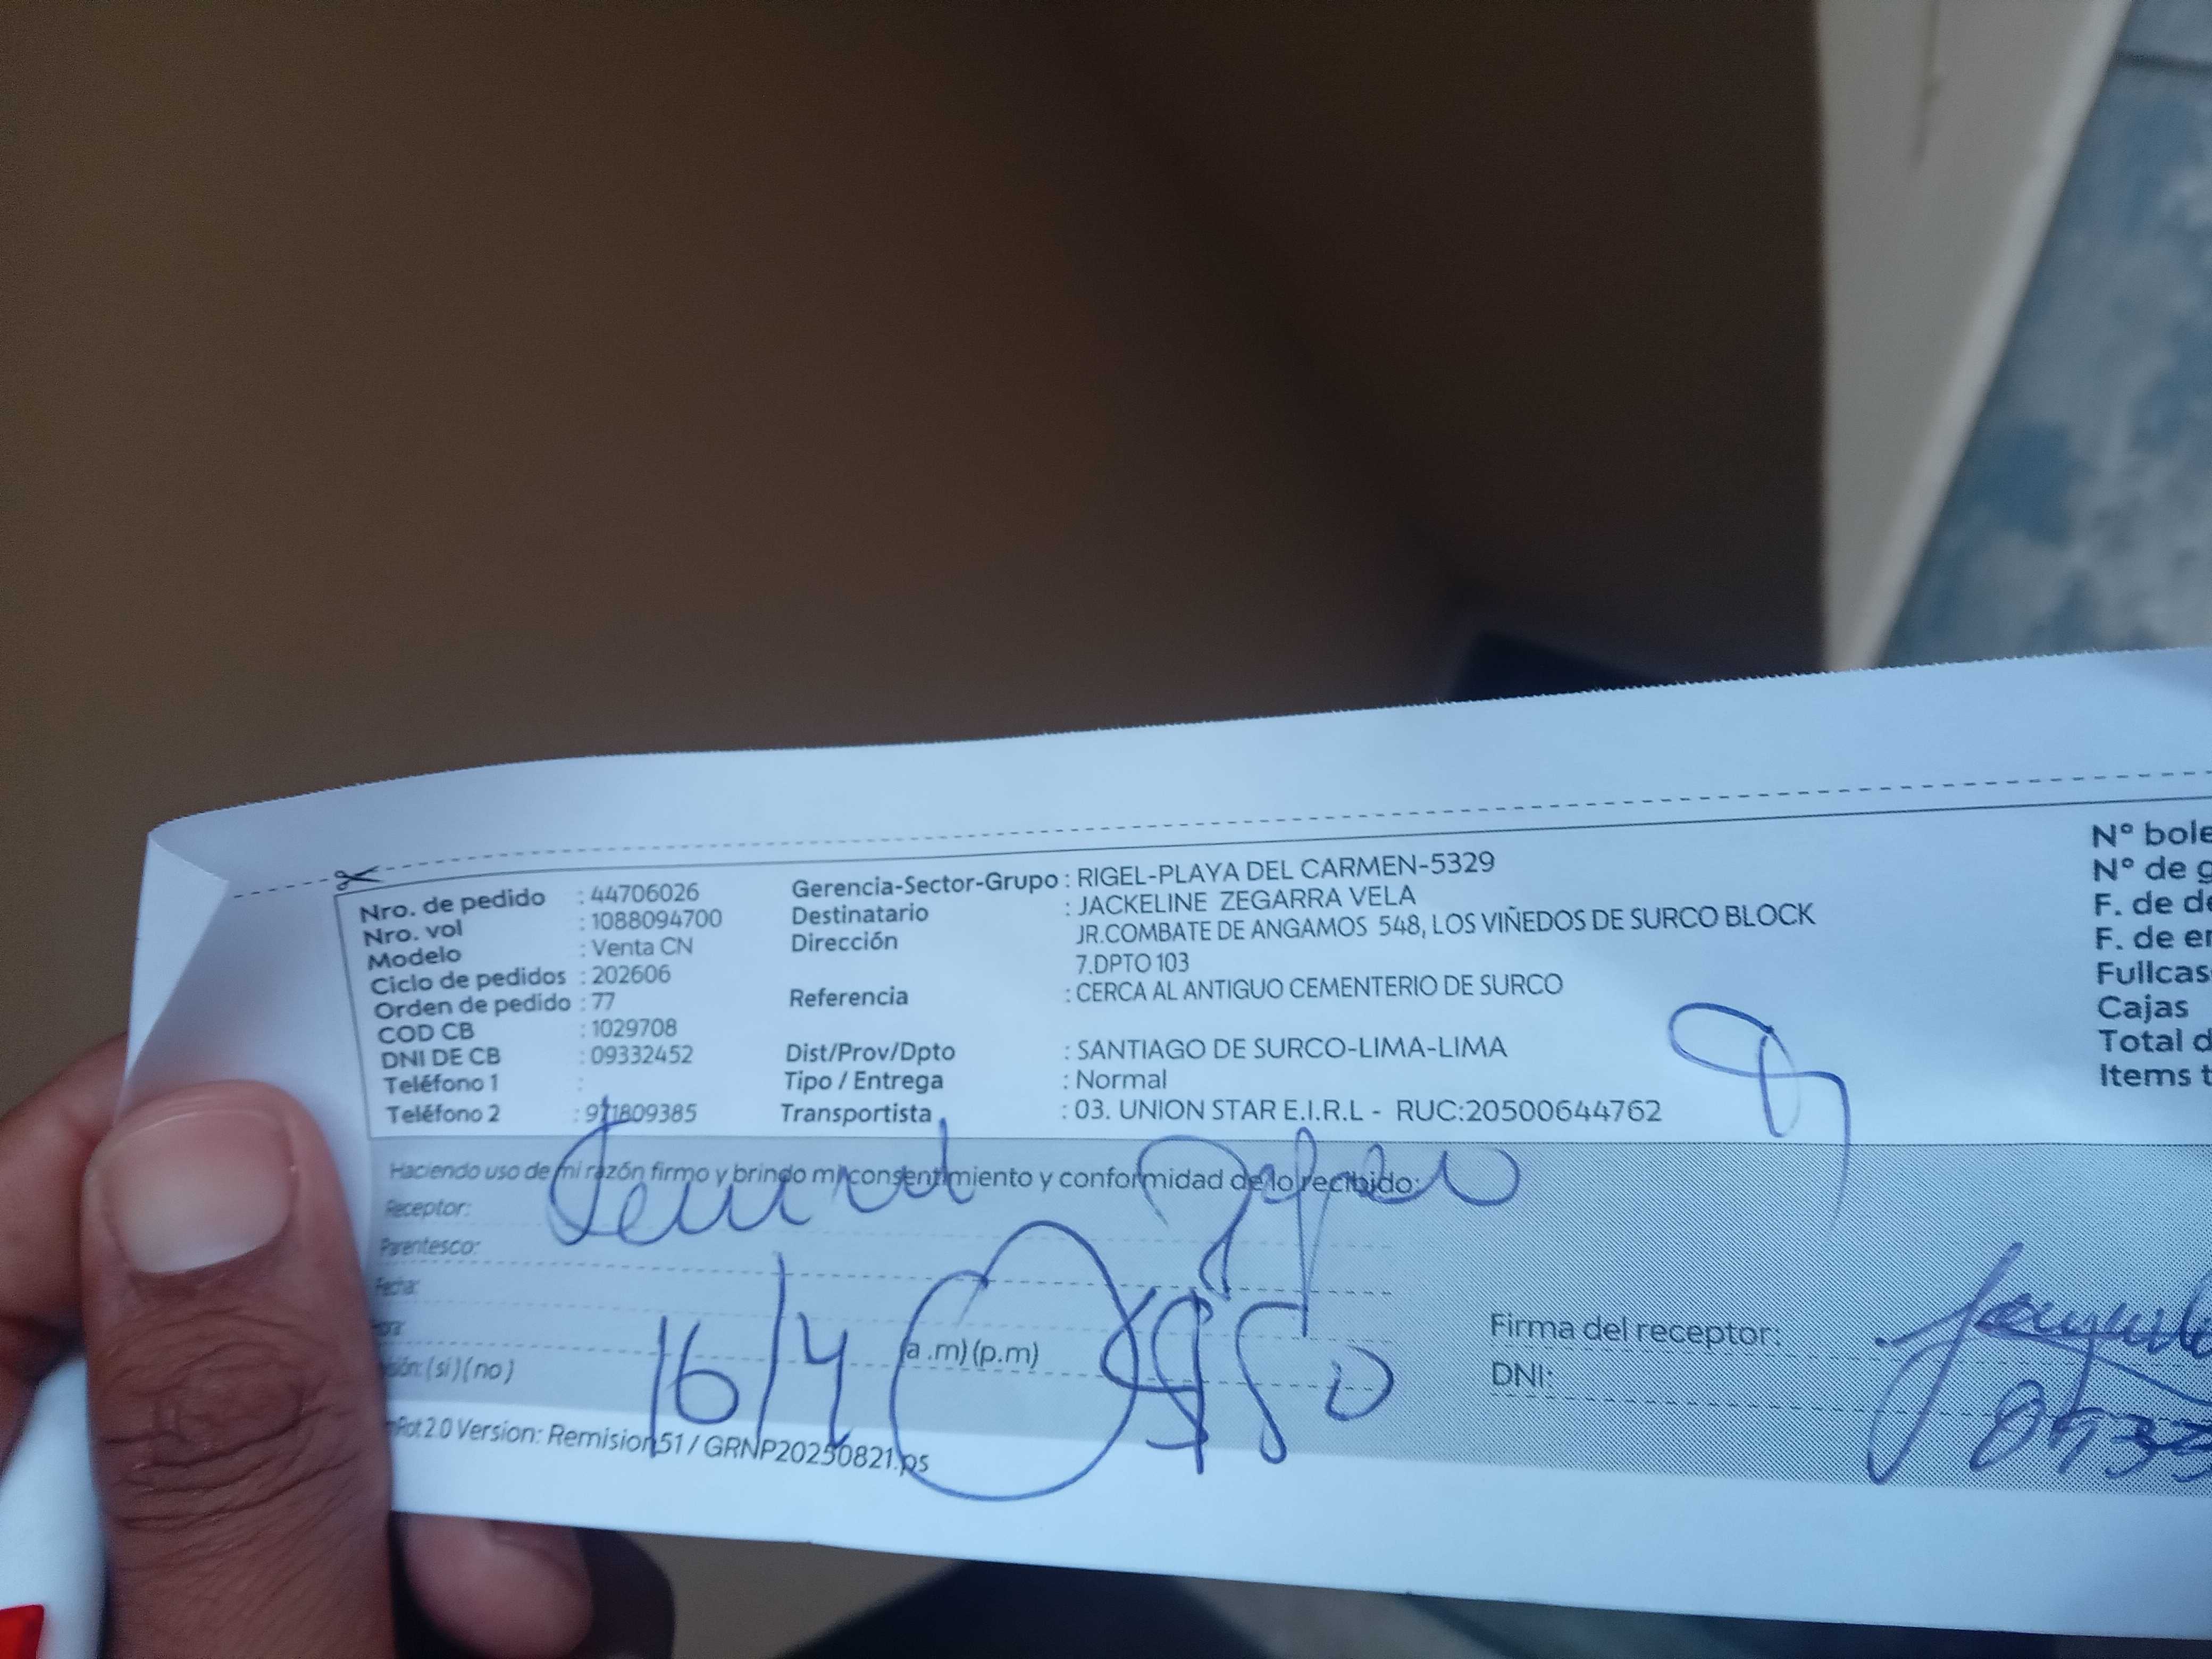 Nro. de pedido : 44706026
Nro. vol : 1088094700
Modelo : Venta CN
Ciclo de pedidos : 202606
Orden de pedido : 77
COD CB : 1029708
DNI DE CB : 09332452
Teléfono 1 :
Teléfono 2 : 971809385
Gerencia-Sector-Grupo : RIGEL-PLAYA DEL CARMEN-5329
Destinatario : JACKELINE ZEGARRA VELA
Dirección JR.COMBATE DE ANGAMOS 548, LOS VIÑEDOS DE SURCO BLOCK
7.DPTO 103
Referencia : CERCA AL ANTIGUO CEMENTERIO DE SURCO
Dist/Prov/Dpto : SANTIAGO DE SURCO-LIMA-LIMA
Tipo / Entrega : Normal
Transportista : 03. UNION STAR E.I.R.L - RUC:20500644762
N° bole
N° de g
F. de de
F. de en
Fullcas
Cajas
Total d
Items t
Haciendo uso de mi razón firmo y brindo mi consentimiento y conformidad de lo recibido:
Receptor:
Parentesco:
Fecha:
16/4 (a .m) (p.m)
(si) (no)
Firma del receptor:
DNI: 0933
2.0 Version: Remision51 / GRNP20250821.ps